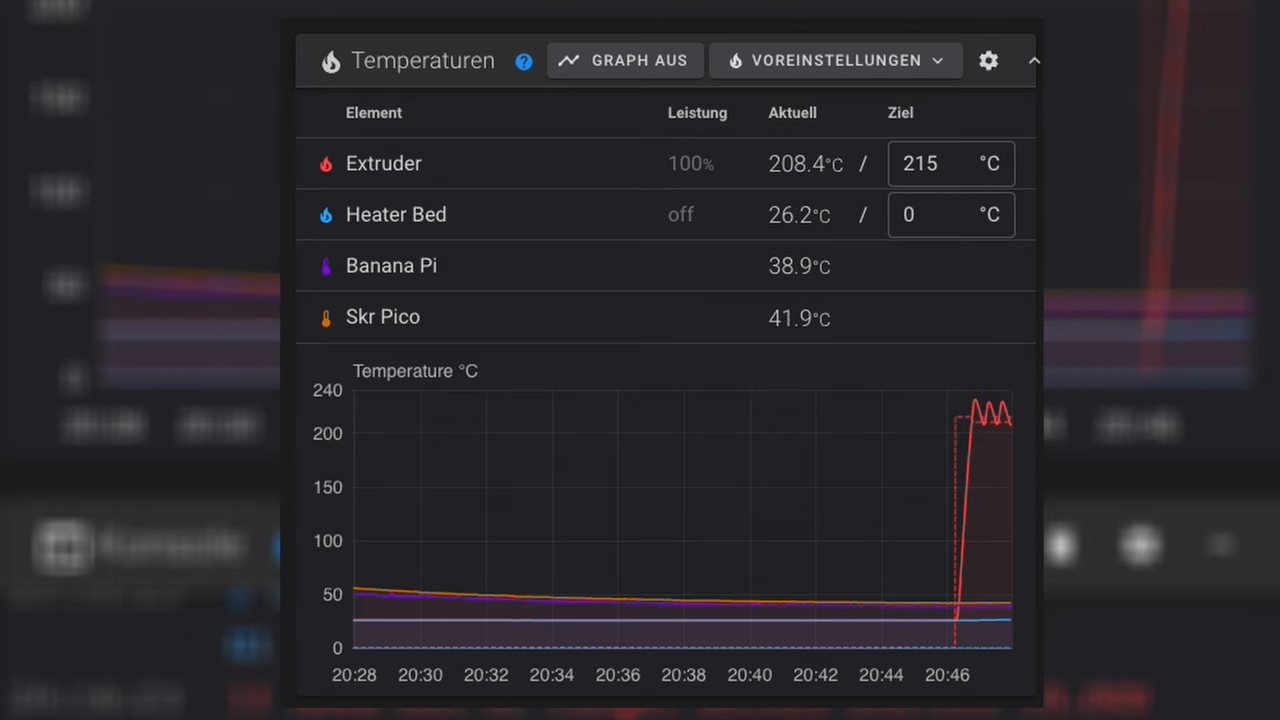 Temperaturen ? GRAPH AUS VOREINSTELLUNGEN
Element Leistung Aktuell Ziel
Extruder 100% 208.4°C / 215 °C
Heater Bed off 26.2°C / 0 °C
Banana Pi 38.9°C
Skr Pico 41.9°C
Temperature °C
240
200
150
100
50
0
20:28 20:30 20:32 20:34 20:36 20:38 20:40 20:42 20:44 20:46
Konsole